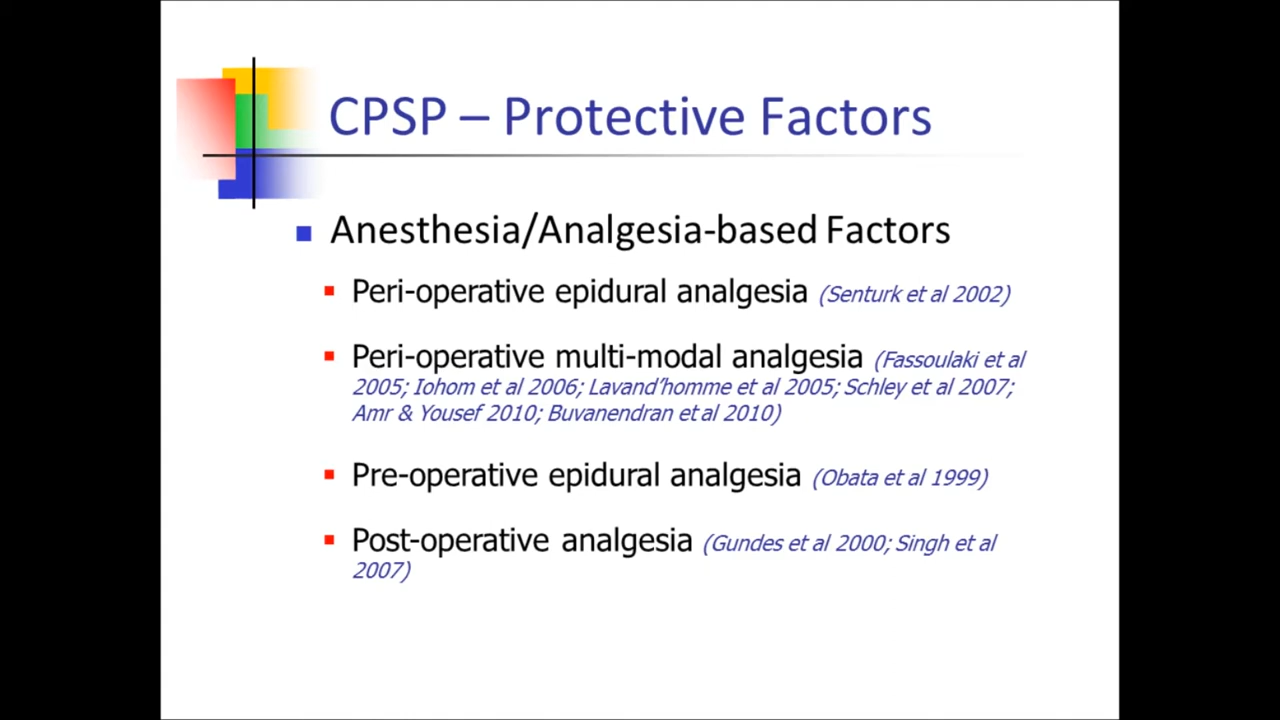 CPSP – Protective Factors
Anesthesia/Analgesia-based Factors
Peri-operative epidural analgesia (Senturk et al 2002)
Peri-operative multi-modal analgesia (Fassoulaki et al
2005; Iohom et al 2006; Lavand’homme et al 2005; Schley et al 2007;
Amr & Yousef 2010; Buvanendran et al 2010)
Pre-operative epidural analgesia (Obata et al 1999)
Post-operative analgesia (Gundes et al 2000; Singh et al
2007)